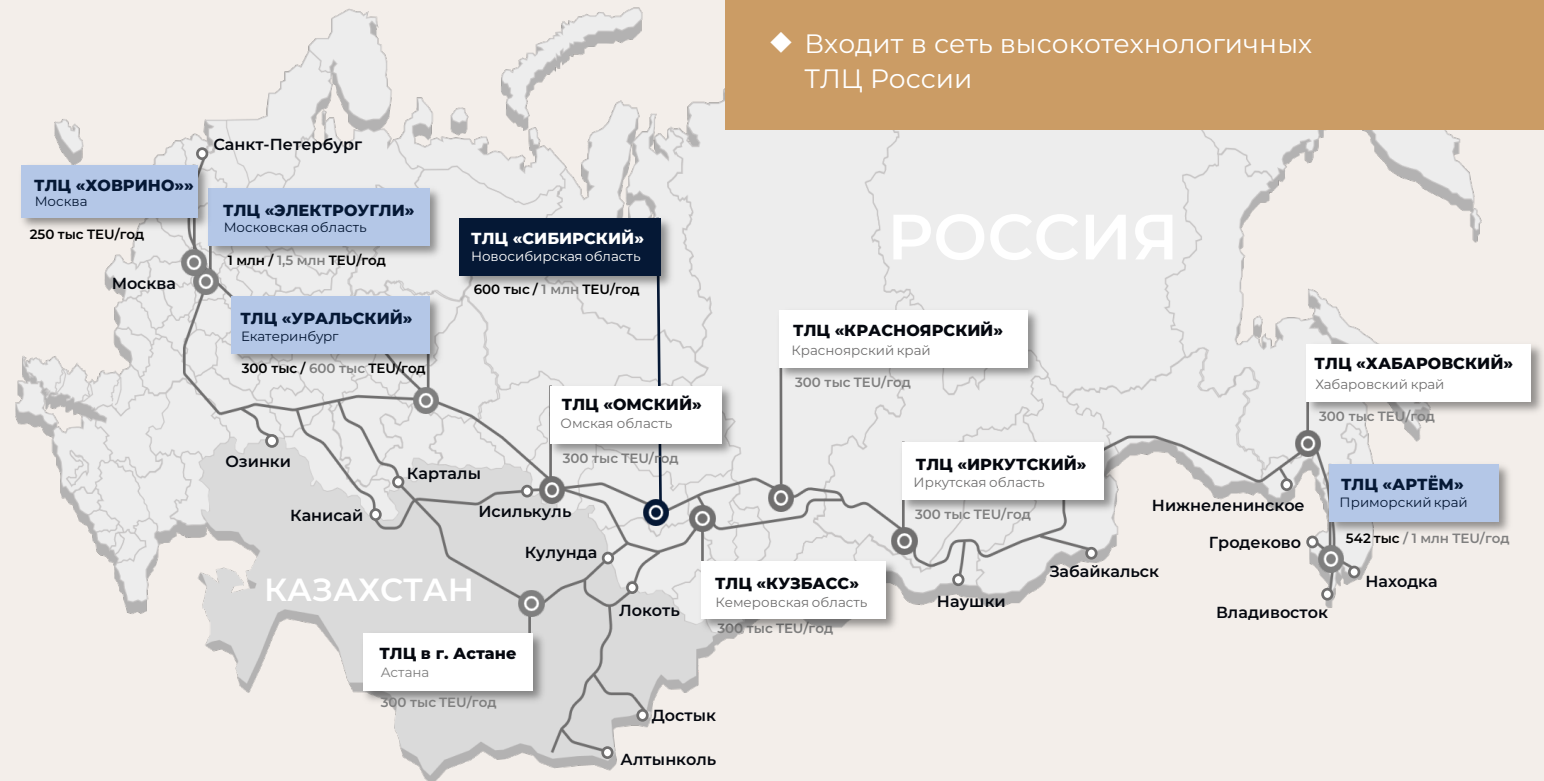 Входит в сеть высокотехнологичных
ТЛЦ России
Санкт-Петербург
ТЛЦ «ХОВРИНО»»
Москва
250 тыс TEU/год
ТЛЦ «ЭЛЕКТРОУГЛИ»
Московская область
1 млн / 1,5 млн TEU/год
Москва
ТЛЦ «СИБИРСКИЙ»
Новосибирская область
600 тыс / 1 млн TEU/год
РОССИЯ
ТЛЦ «УРАЛЬСКИЙ»
Екатеринбург
300 тыс / 600 тыс TEU/год
ТЛЦ «КРАСНОЯРСКИЙ»
Красноярский край
300 тыс TEU/год
ТЛЦ «ХАБАРОВСКИЙ»
Хабаровский край
300 тыс TEU/год
ТЛЦ «ОМСКИЙ»
Омская область
300 тыс TEU/год
ТЛЦ «ИРКУТСКИЙ»
Иркутская область
300 тыс TEU/год
Озинки
Карталы
Канисай
Исилькуль
ТЛЦ «АРТЁМ»
Приморский край
542 тыс / 1 млн TEU/год
Нижнеленинское
Гродеково
Кулунда
КАЗАХСТАН
Локоть
ТЛЦ «КУЗБАСС»
Кемеровская область
300 тыс TEU/год
Забайкальск
Наушки
Находка
Владивосток
ТЛЦ в г. Астане
Астана
300 тыс TEU/год
Достык
Алтынколь